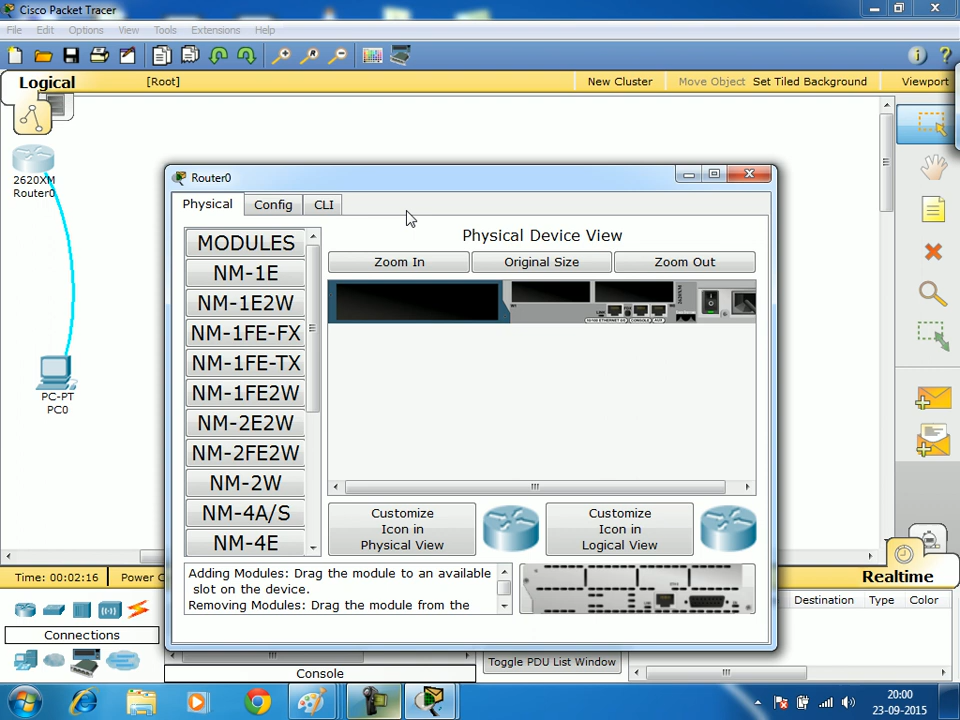 Cisco Packet Tracer
File Edit Options View Tools Extensions Help
Logical [Root] New Cluster Move Object Set Tiled Background Viewport
2620XM
Router0
PC-PT
PC0
Router0
Physical Config CLI
MODULES
NM-1E
NM-1E2W
NM-1FE-FX
NM-1FE-TX
NM-1FE2W
NM-2E2W
NM-2FE2W
NM-2W
NM-4A/S
NM-4E
Physical Device View
Zoom In Original Size Zoom Out
Customize
Icon in
Physical View
Customize
Icon in
Logical View
Adding Modules: Drag the module to an available
slot on the device.
Removing Modules: Drag the module from the
Time: 00:02:16 Power C
Realtime
Connections
Console
Toggle PDU List Window
Destination Type Color
20:00
23-09-2015